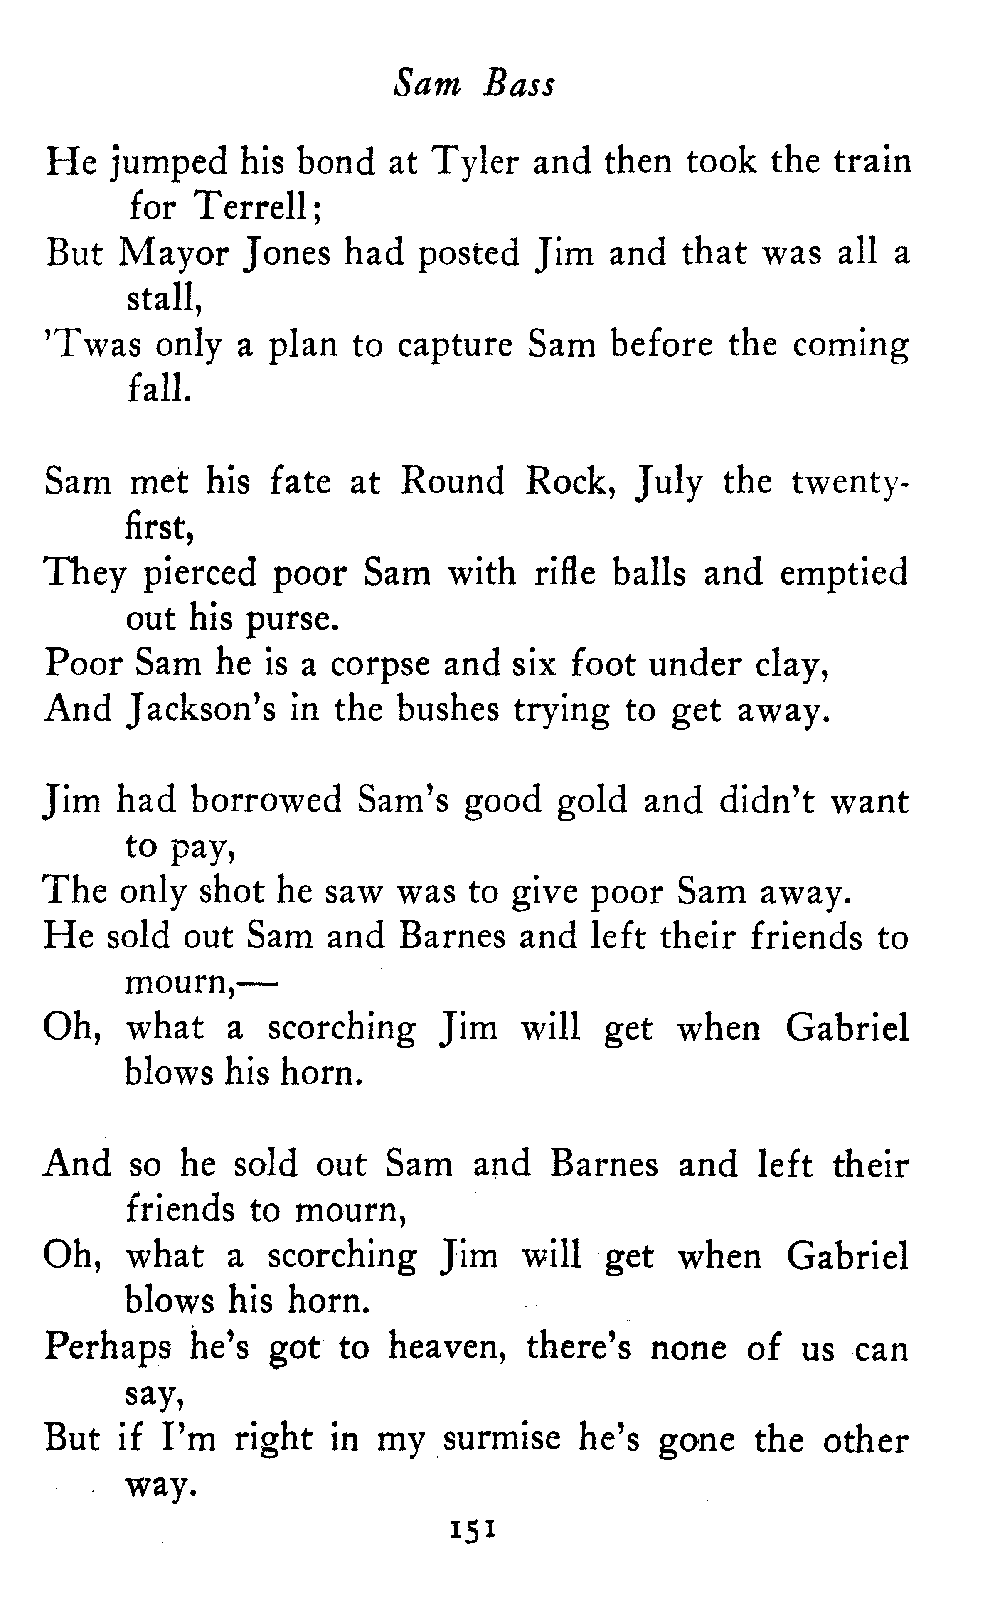 Sam Bass
He jumped his bond at Tyler and then took the train
for Terrell;
But Mayor Jones had posted Jim and that was all a
stall,
'Twas only a plan to capture Sam before the coming
fall.
Sam met his fate at Round Rock, July the twenty-
first,
They pierced poor Sam with rifle balls and emptied
out his purse.
Poor Sam he is a corpse and six foot under clay,
And Jackson's in the bushes trying to get away.
Jim had borrowed Sam's good gold and didn't want
to pay,
The only shot he saw was to give poor Sam away.
He sold out Sam and Barnes and left their friends to
mourn,—
Oh, what a scorching Jim will get when Gabriel
blows his horn.
And so he sold out Sam and Barnes and left their
friends to mourn,
Oh, what a scorching Jim will get when Gabriel
blows his horn.
Perhaps he's got to heaven, there's none of us can
say,
But if I'm right in my surmise he's gone the other
way.
151